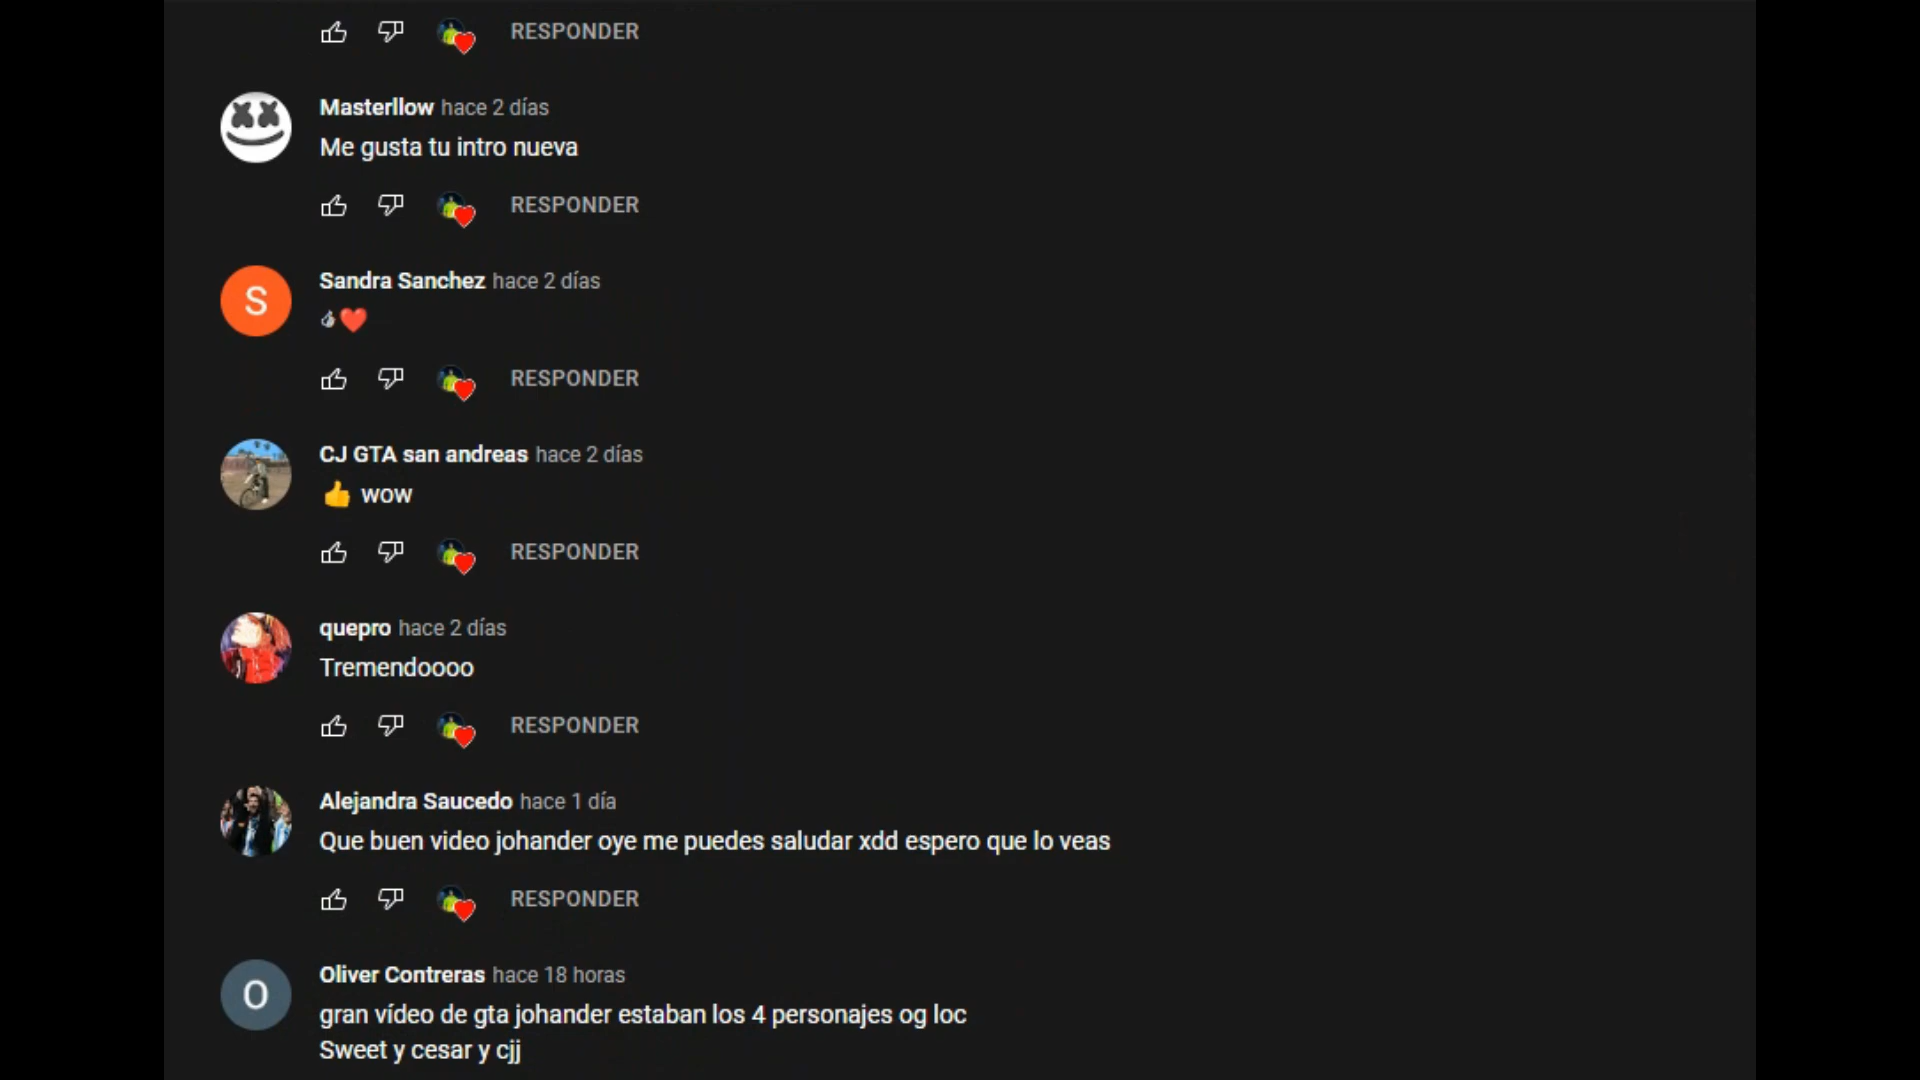 RESPONDER
Masterllow hace 2 días
Me gusta tu intro nueva
RESPONDER
S
Sandra Sanchez hace 2 días
❤️
RESPONDER
CJ GTA san andreas hace 2 días
👍 wow
RESPONDER
quepro hace 2 días
Tremendoooo
RESPONDER
Alejandra Saucedo hace 1 día
Que buen video johander oye me puedes saludar xdd espero que lo veas
RESPONDER
O
Oliver Contreras hace 18 horas
gran vídeo de gta johander estaban los 4 personajes og loc
Sweet y cesar y cjj